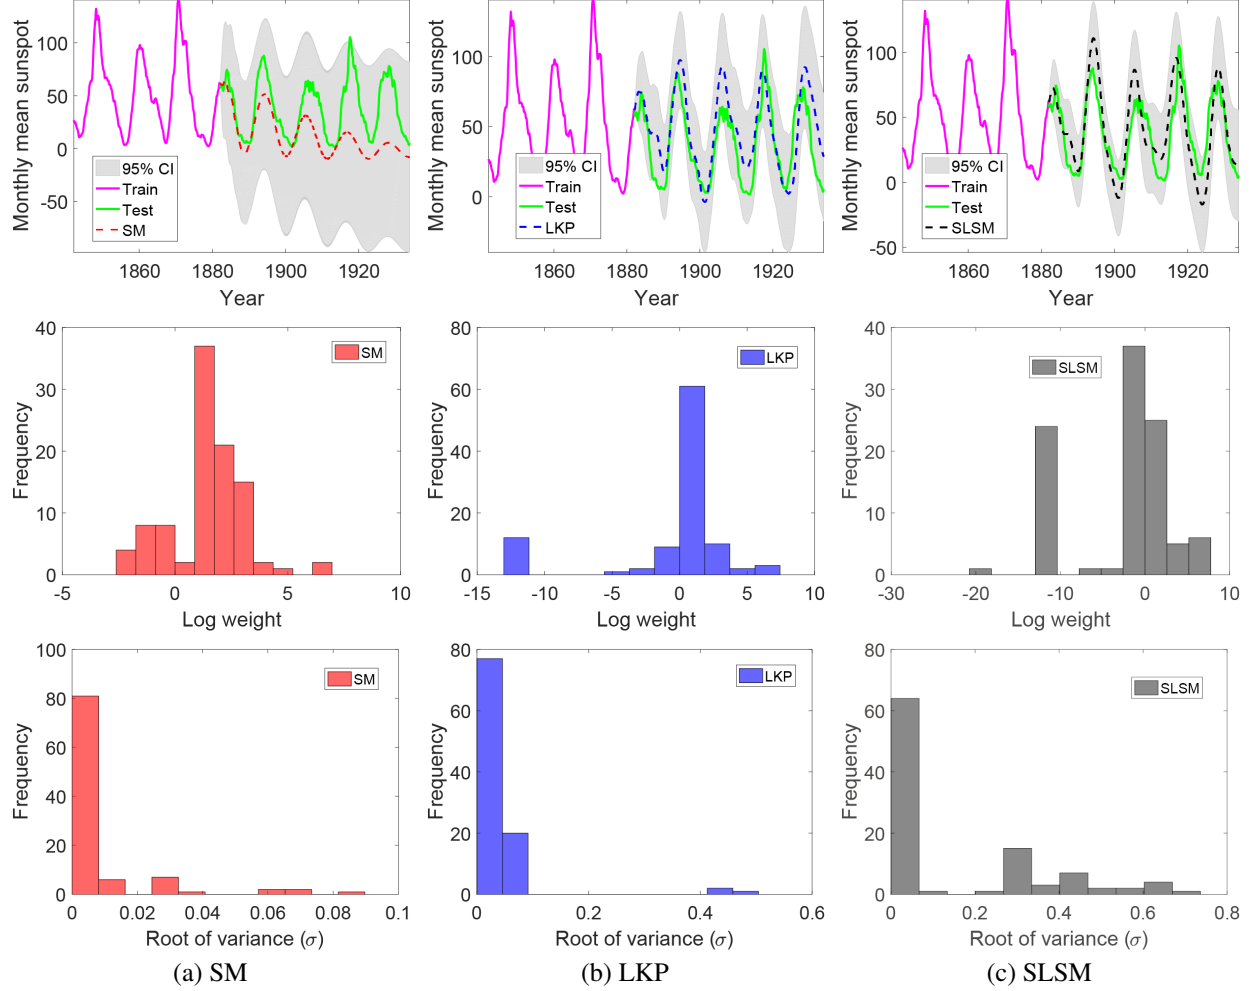 Monthly mean sunspot
100
50
0
-50
95% CI
Train
Test
SM
1860
1880
1900
1920
Year
Monthly mean sunspot
100
50
0
95% CI
Train
Test
LKP
1860
1880
1900
1920
Year
Monthly mean sunspot
100
50
0
-50
95% CI
Train
Test
SLSM
1860
1880
1900
1920
Year
Frequency
40
30
20
10
0
SM
-5
0
5
10
Log weight
Frequency
80
60
40
20
0
LKP
-15
-10
-5
0
5
10
Log weight
Frequency
40
30
20
10
0
SLSM
-30
-20
-10
0
10
Log weight
Frequency
100
80
60
40
20
0
SM
0
0.02
0.04
0.06
0.08
0.1
Root of variance (σ)
Frequency
80
60
40
20
0
LKP
0
0.2
0.4
0.6
Root of variance (σ)
Frequency
80
60
40
20
0
SLSM
0
0.2
0.4
0.6
0.8
Root of variance (σ)
(a) SM
(b) LKP
(c) SLSM